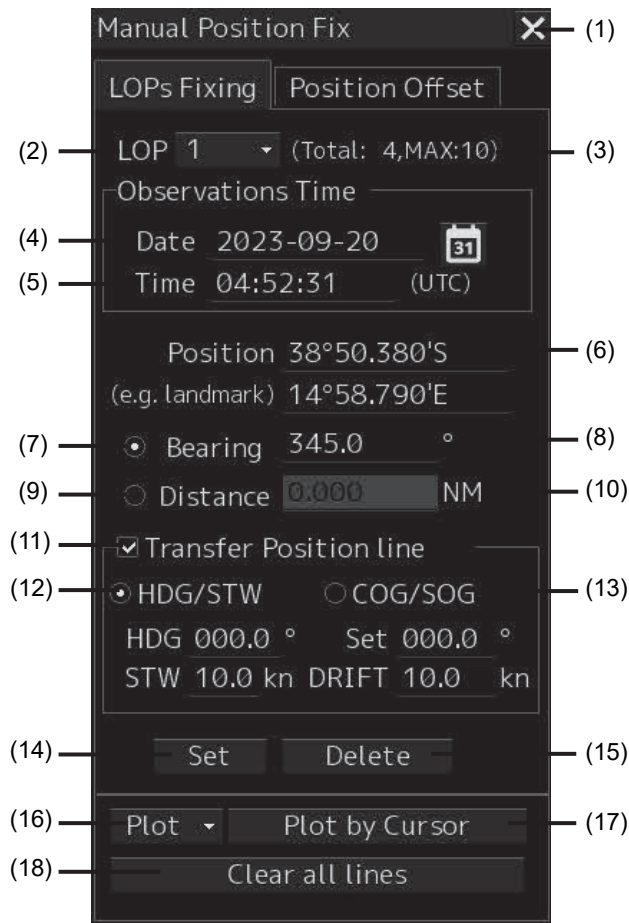 Manual Position Fix (1)
LOPs Fixing Position Offset
(2) LOP 1 (Total: 4,MAX:10) (3)
Observations Time
(4) Date 2023-09-20 31
(5) Time 04:52:31 (UTC)
Position 38°50.380'S (6)
(e.g. landmark) 14°58.790'E
(7) Bearing 345.0 ° (8)
(9) Distance 0.000 NM (10)
(11) Transfer Position line
(12) HDG/STW COG/SOG (13)
HDG 000.0 ° Set 000.0 °
STW 10.0 kn DRIFT 10.0 kn
(14) Set Delete (15)
(16) Plot Plot by Cursor (17)
(18) Clear all lines